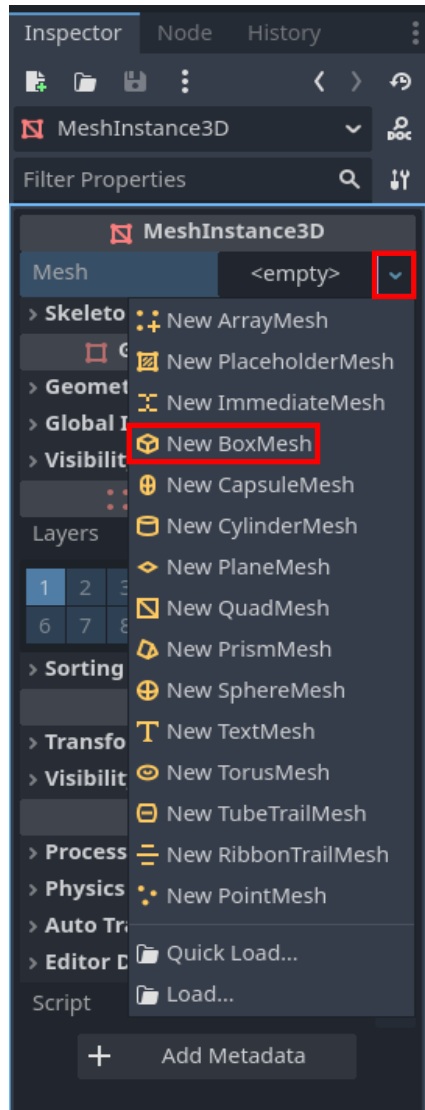 Inspector Node History
MeshInstance3D
DOC
Filter Properties
MeshInstance3D
Mesh <empty>
Skeleto
New ArrayMesh
New PlaceholderMesh
Geomet
New ImmediateMesh
Global I
New BoxMesh
Visibilit
New CapsuleMesh
New CylinderMesh
Layers
New PlaneMesh
1 2 3
New QuadMesh
6 7 8
New PrismMesh
Sorting
New SphereMesh
New TextMesh
Transfo
New TorusMesh
Visibilit
New TubeTrailMesh
Process
New RibbonTrailMesh
Physics
New PointMesh
Auto Tra
Quick Load...
Editor D
Load...
Script
Add Metadata